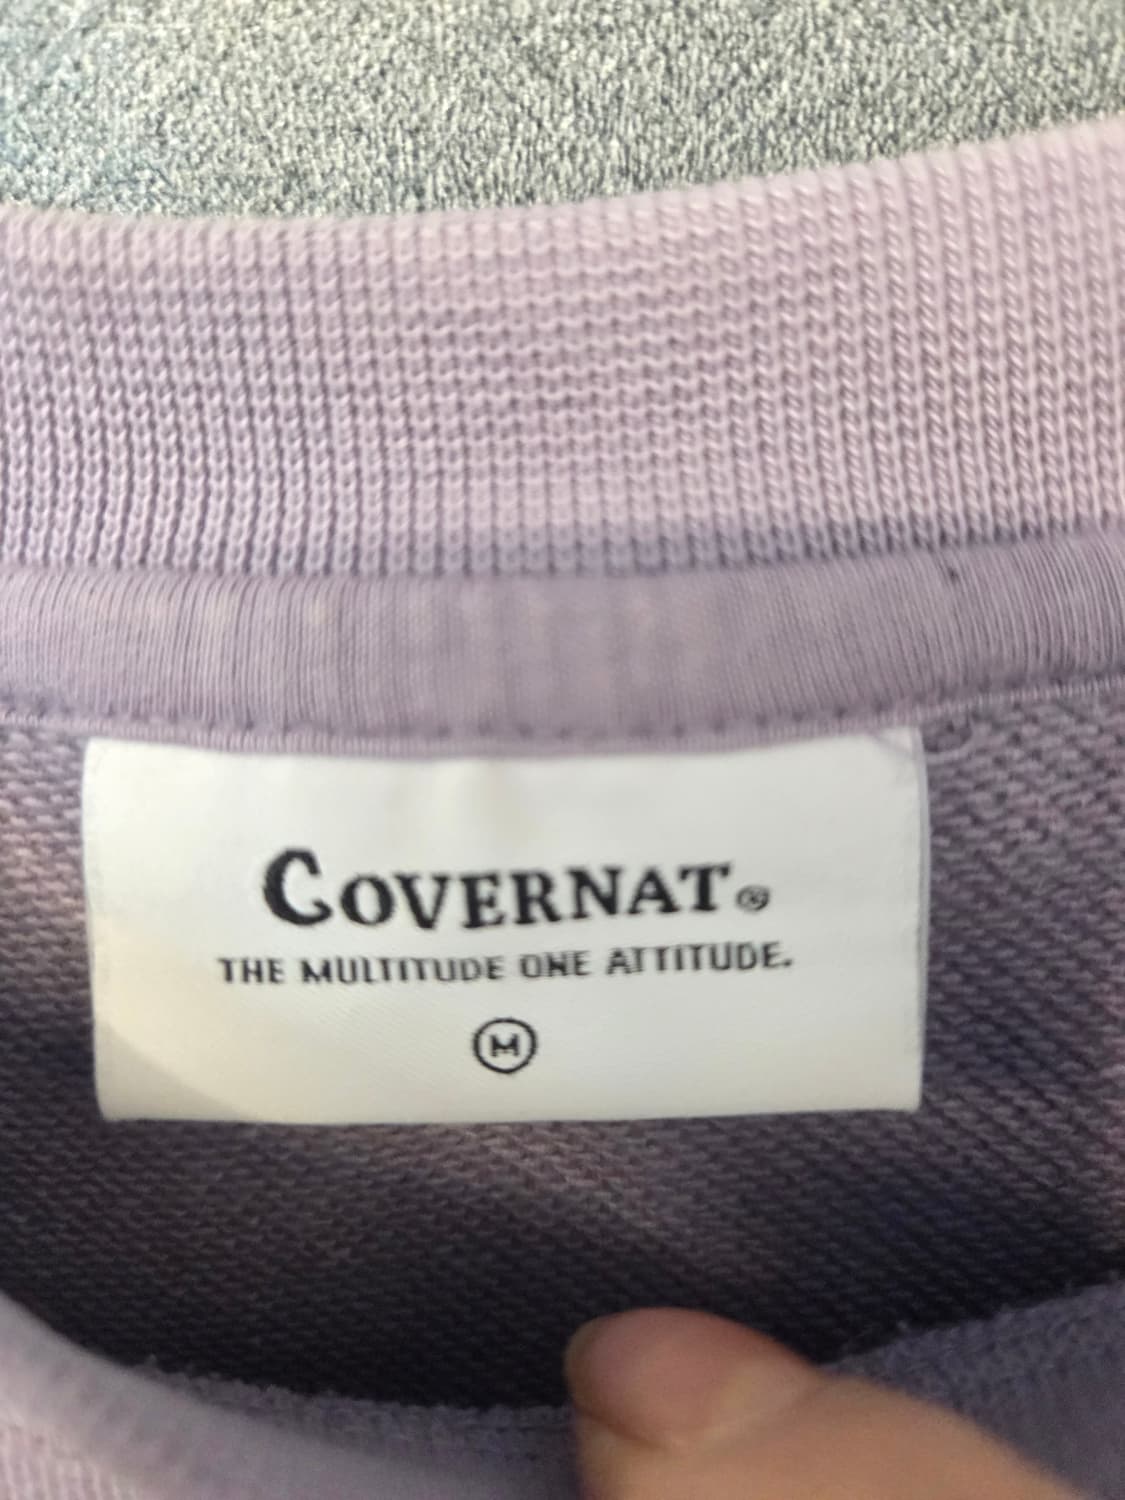 COVERNAT®
THE MULTITUDE ONE ATTITUDE.
M